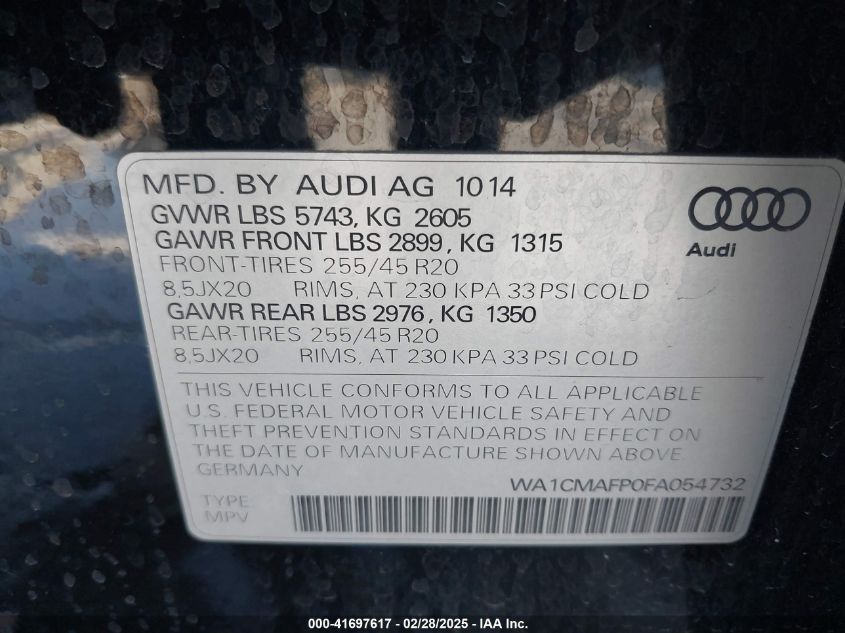 MFD. BY AUDI AG 1014
GVWR LBS 5743, KG 2605
GAWR FRONT LBS 2899, KG 1315
FRONT-TIRES 255/45 R20
8,5JX20 RIMS, AT 230 KPA 33 PSI COLD
GAWR REAR LBS 2976, KG 1350
REAR-TIRES 255/45 R20
8,5JX20 RIMS, AT 230 KPA 33 PSI COLD
Audi
THIS VEHICLE CONFORMS TO ALL APPLICABLE
U.S. FEDERAL MOTOR VEHICLE SAFETY AND
THEFT PREVENTION STANDARDS IN EFFECT ON
THE DATE OF MANUFACTURE SHOWN ABOVE
GERMANY
WA1CMAFP0FA054732
TYPE
MPV
000-41697617 - 02/28/2025 - IAA Inc.